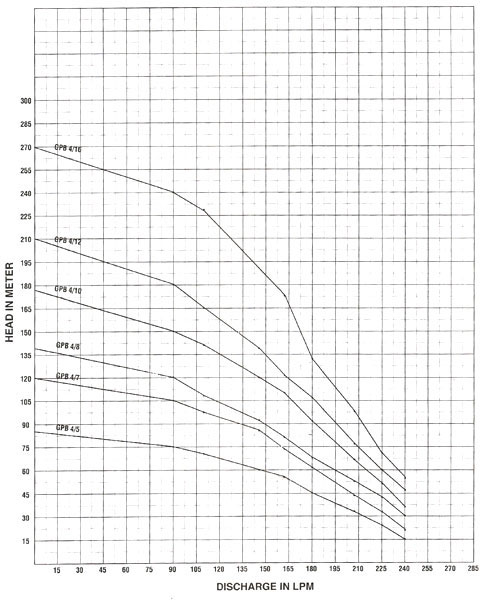 300
285
270
GPB 4/16
255
240
225
210
GPB 4/12
195
180
GPB 4/10
165
150
135
GPB 4/8
120
GPB 4/7
105
90
GPB 4/5
75
60
45
30
15
HEAD IN METER
15 30 45 60 75 90 105 120 135 150 165 180 195 210 225 240 255 270 285
DISCHARGE IN LPM